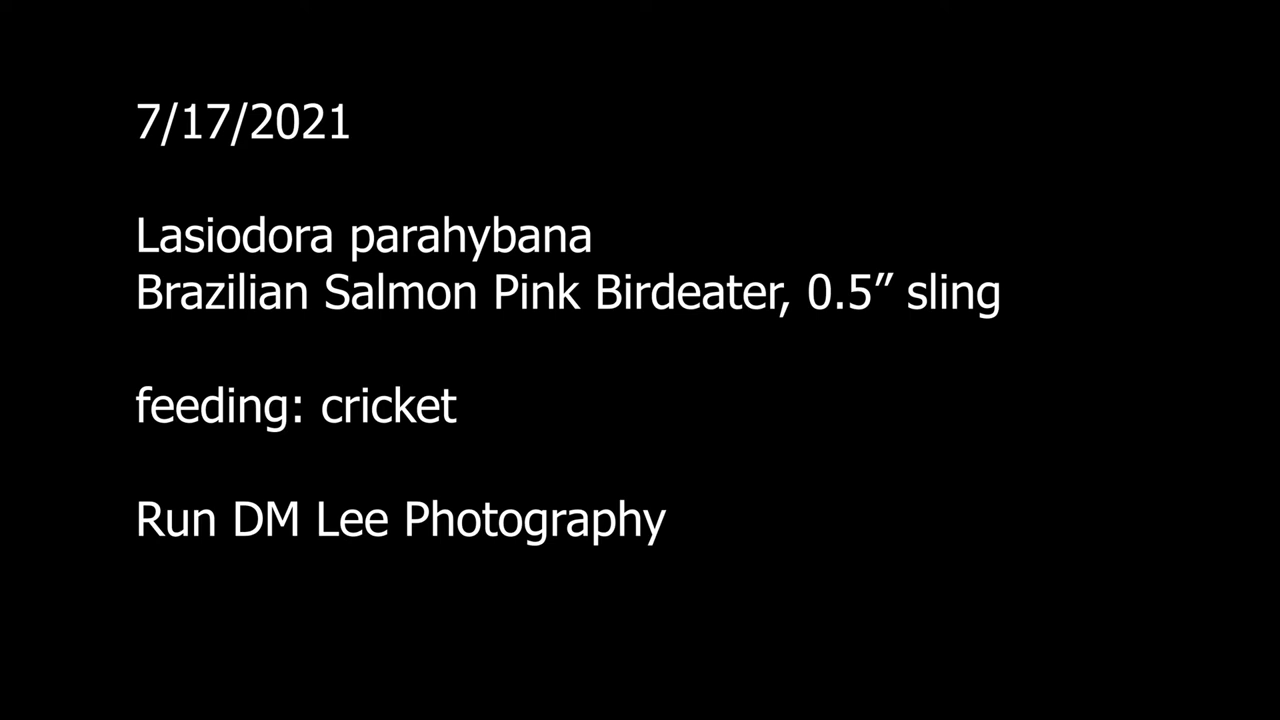 7/17/2021
Lasiodora parahybana
Brazilian Salmon Pink Birdeater, 0.5” sling
feeding: cricket
Run DM Lee Photography